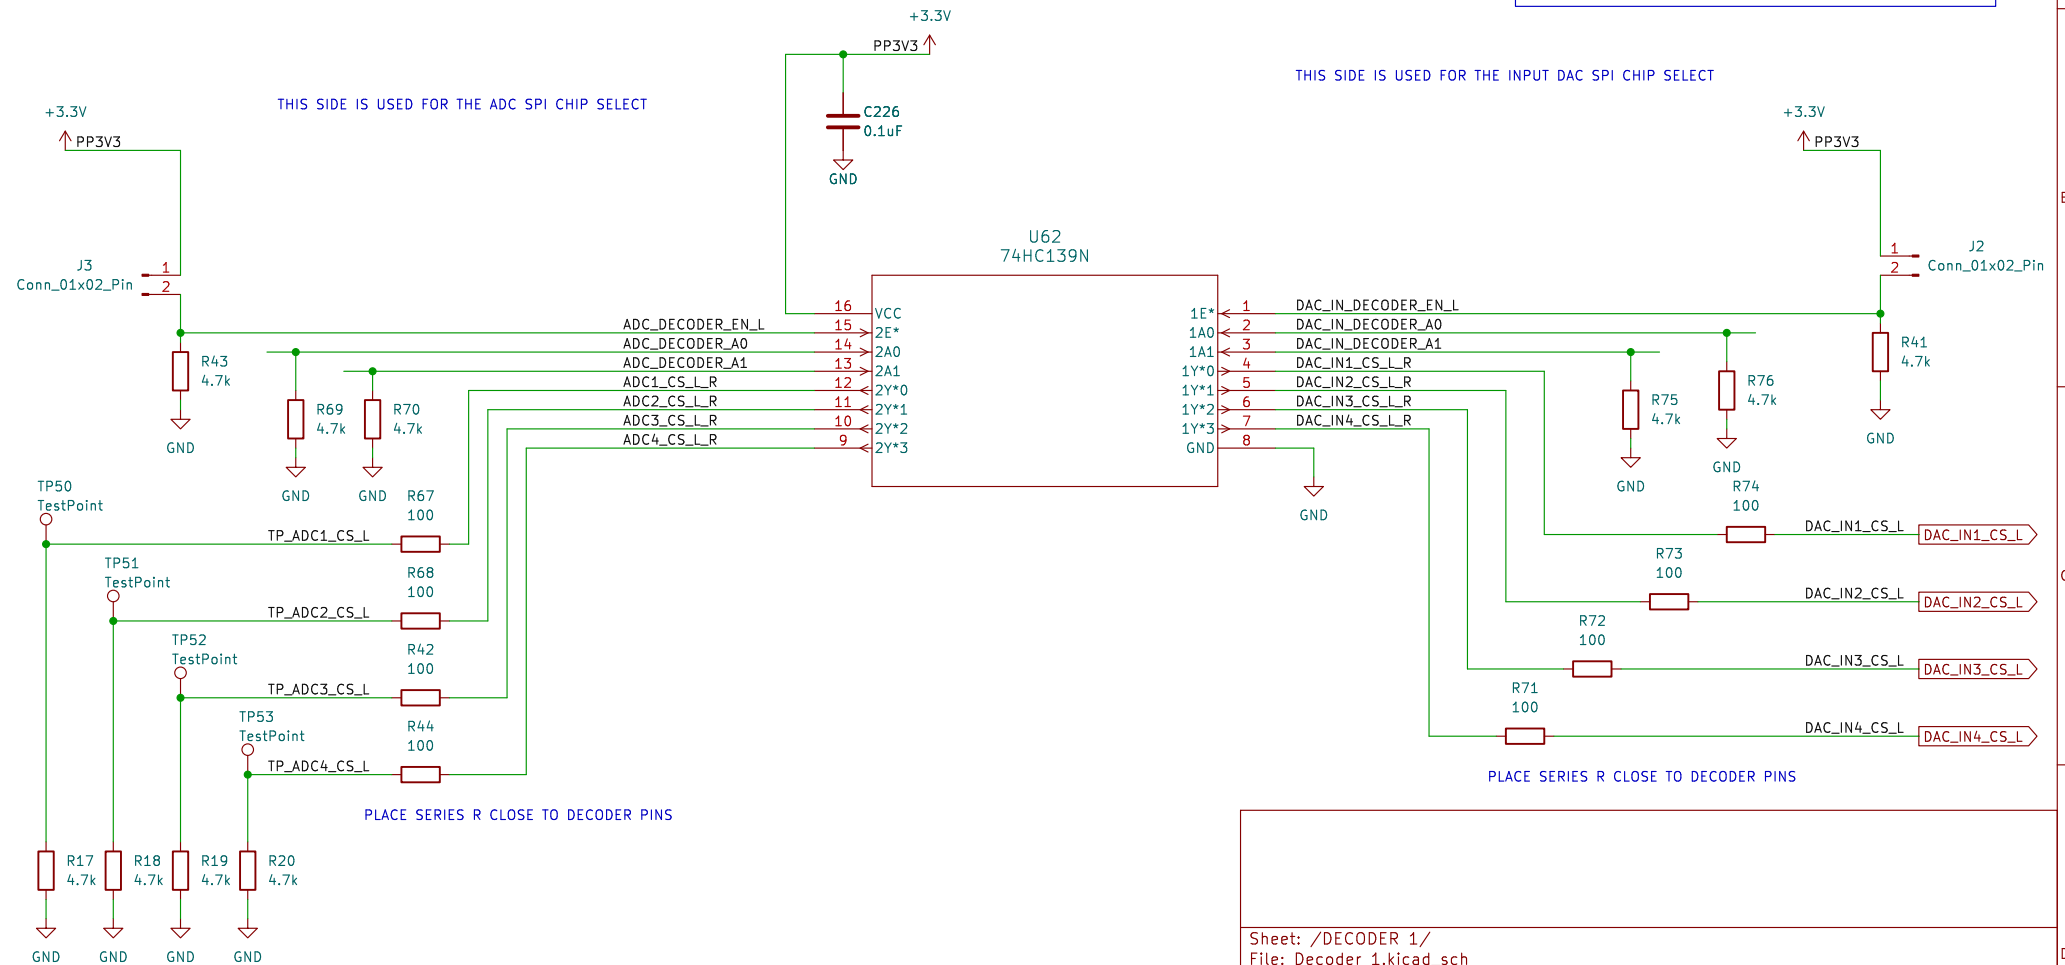 +3.3V
PP3V3
THIS SIDE IS USED FOR THE INPUT DAC SPI CHIP SELECT
THIS SIDE IS USED FOR THE ADC SPI CHIP SELECT
+3.3V
PP3V3
C226
0.1uF
GND
+3.3V
PP3V3
U62
74HC139N
J3
Conn_01x02_Pin
1
2
J2
Conn_01x02_Pin
1
2
16 VCC
15 2E*
14 2A0
13 2A1
12 2Y*0
11 2Y*1
10 2Y*2
9 2Y*3
1E* 1
1A0 2
1A1 3
1Y*0 4
1Y*1 5
1Y*2 6
1Y*3 7
GND 8
ADC_DECODER_EN_L
ADC_DECODER_A0
ADC_DECODER_A1
ADC1_CS_L_R
ADC2_CS_L_R
ADC3_CS_L_R
ADC4_CS_L_R
DAC_IN_DECODER_EN_L
DAC_IN_DECODER_A0
DAC_IN_DECODER_A1
DAC_IN1_CS_L_R
DAC_IN2_CS_L_R
DAC_IN3_CS_L_R
DAC_IN4_CS_L_R
R43
4.7k
GND
R69
4.7k
GND
R70
4.7k
GND
R41
4.7k
GND
R76
4.7k
GND
R75
4.7k
GND
GND
TP50
TestPoint
TP_ADC1_CS_L
R67
100
TP51
TestPoint
TP_ADC2_CS_L
R68
100
TP52
TestPoint
TP_ADC3_CS_L
R42
100
TP53
TestPoint
TP_ADC4_CS_L
R44
100
R74
100
DAC_IN1_CS_L
DAC_IN1_CS_L
R73
100
DAC_IN2_CS_L
DAC_IN2_CS_L
R72
100
DAC_IN3_CS_L
DAC_IN3_CS_L
R71
100
DAC_IN4_CS_L
DAC_IN4_CS_L
PLACE SERIES R CLOSE TO DECODER PINS
PLACE SERIES R CLOSE TO DECODER PINS
R17
4.7k
GND
R18
4.7k
GND
R19
4.7k
GND
R20
4.7k
GND
Sheet: /DECODER 1/
File: Decoder 1.kicad_sch